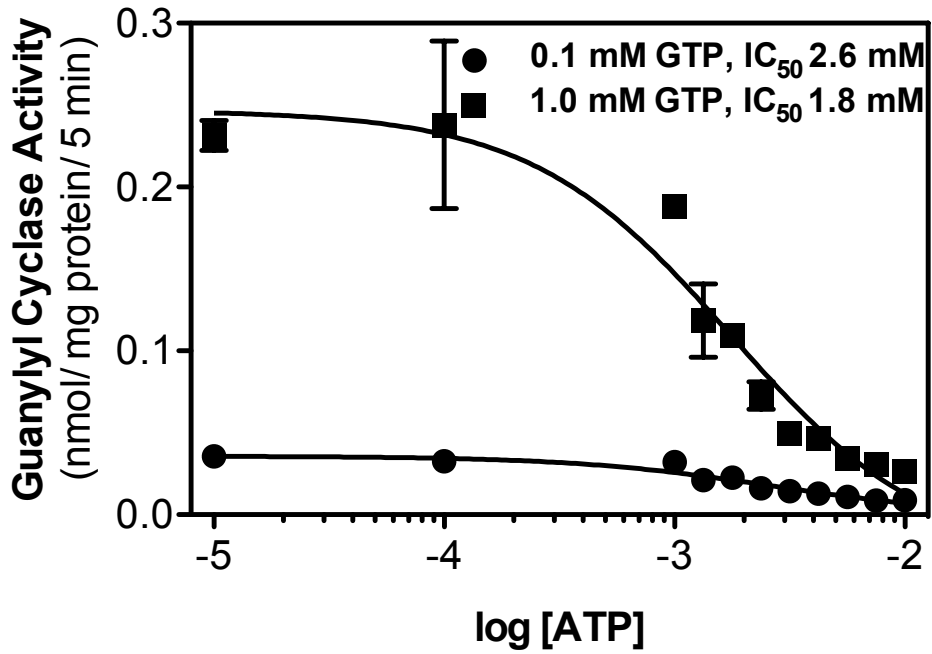 Guanylyl Cyclase Activity
(nmol/ mg protein/ 5 min)
0.3
0.2
0.1
0.0
0.1 mM GTP, IC50 2.6 mM
1.0 mM GTP, IC50 1.8 mM
-5 -4 -3 -2
log [ATP]